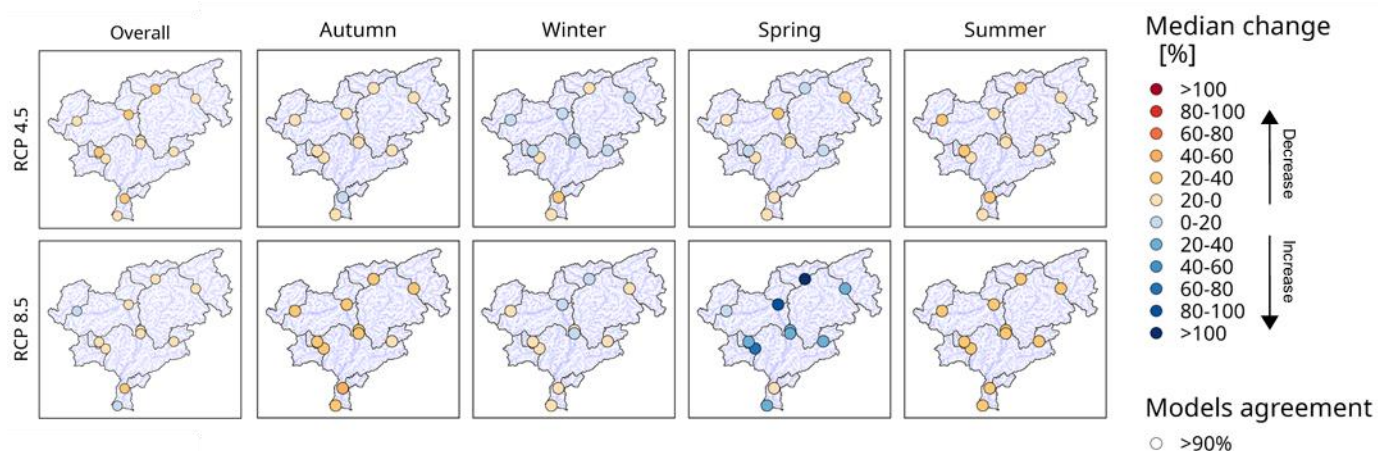 Overall
Autumn
Winter
Spring
Summer
Median change
[%]
RCP 4.5
>100
80-100
60-80
40-60
20-40
20-0
0-20
20-40
40-60
60-80
80-100
>100
Decrease
Increase
RCP 8.5
Models agreement
>90%